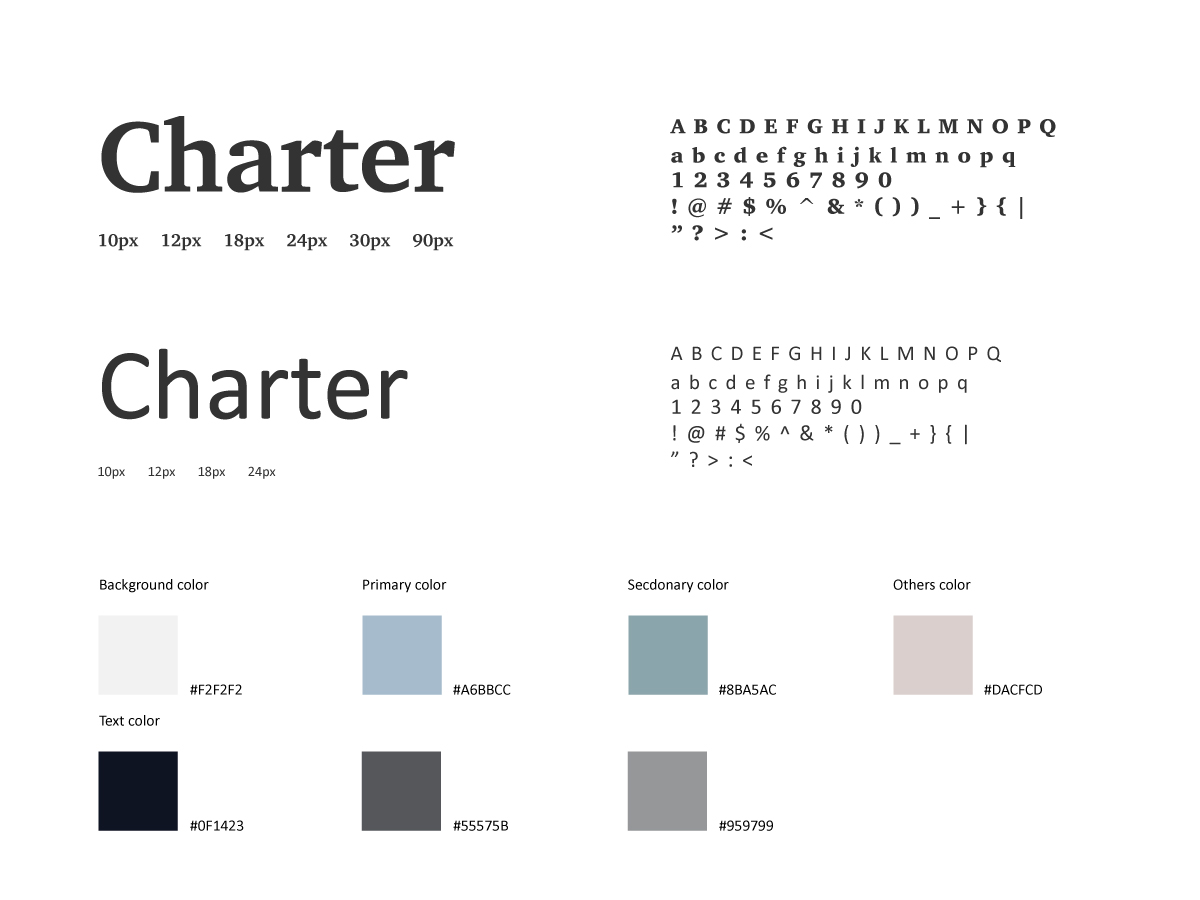 Charter
A B C D E F G H I J K L M N O P Q
a b c d e f g h i j k l m n o p q
1 2 3 4 5 6 7 8 9 0
! @ # $ % ^ & * ( ) ) _ + } { |
” ? > : <
10px 12px 18px 24px 30px 90px
Charter
A B C D E F G H I J K L M N O P Q
a b c d e f g h i j k l m n o p q
1 2 3 4 5 6 7 8 9 0
! @ # $ % ^ & * ( ) ) _ + } { |
” ? > : <
10px 12px 18px 24px
Background color
Primary color
Secdonary color
Others color
#F2F2F2
#A6BBCC
#8BA5AC
#DACFCD
Text color
#0F1423
#55575B
#959799